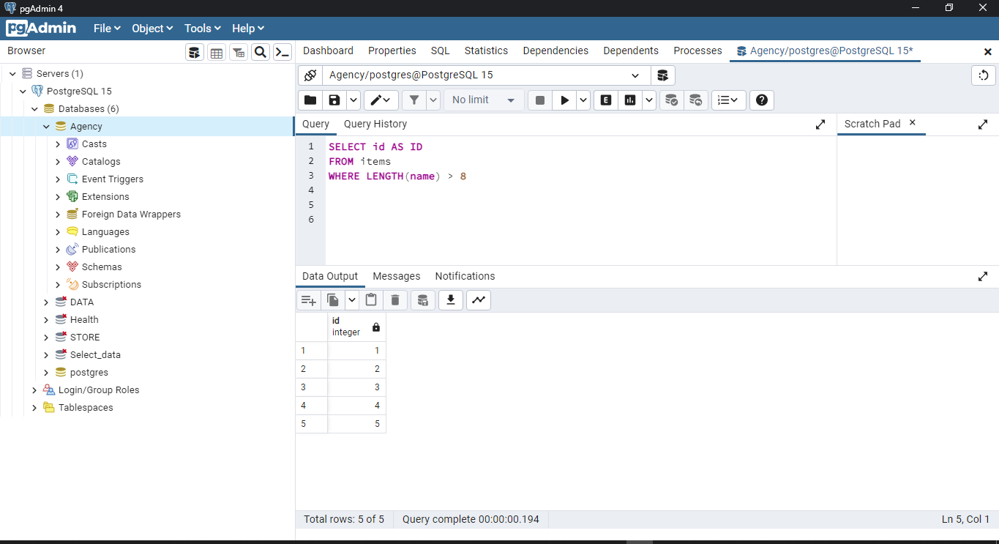 pgAdmin 4
pgAdmin File Object Tools Help
Browser
Dashboard Properties SQL Statistics Dependencies Dependents Processes Agency/postgres@PostgreSQL 15*
Servers (1)
PostgreSQL 15
Databases (6)
Agency
Casts
Catalogs
Event Triggers
Extensions
Foreign Data Wrappers
Languages
Publications
Schemas
Subscriptions
DATA
Health
STORE
Select_data
postgres
Login/Group Roles
Tablespaces
Agency/postgres@PostgreSQL 15
No limit
E
Query Query History
Scratch Pad
1 SELECT id AS ID
2 FROM items
3 WHERE LENGTH(name) > 8
4
5
6
Data Output Messages Notifications
id
integer
1 1
2 2
3 3
4 4
5 5
Total rows: 5 of 5 Query complete 00:00:00.194 Ln 5, Col 1